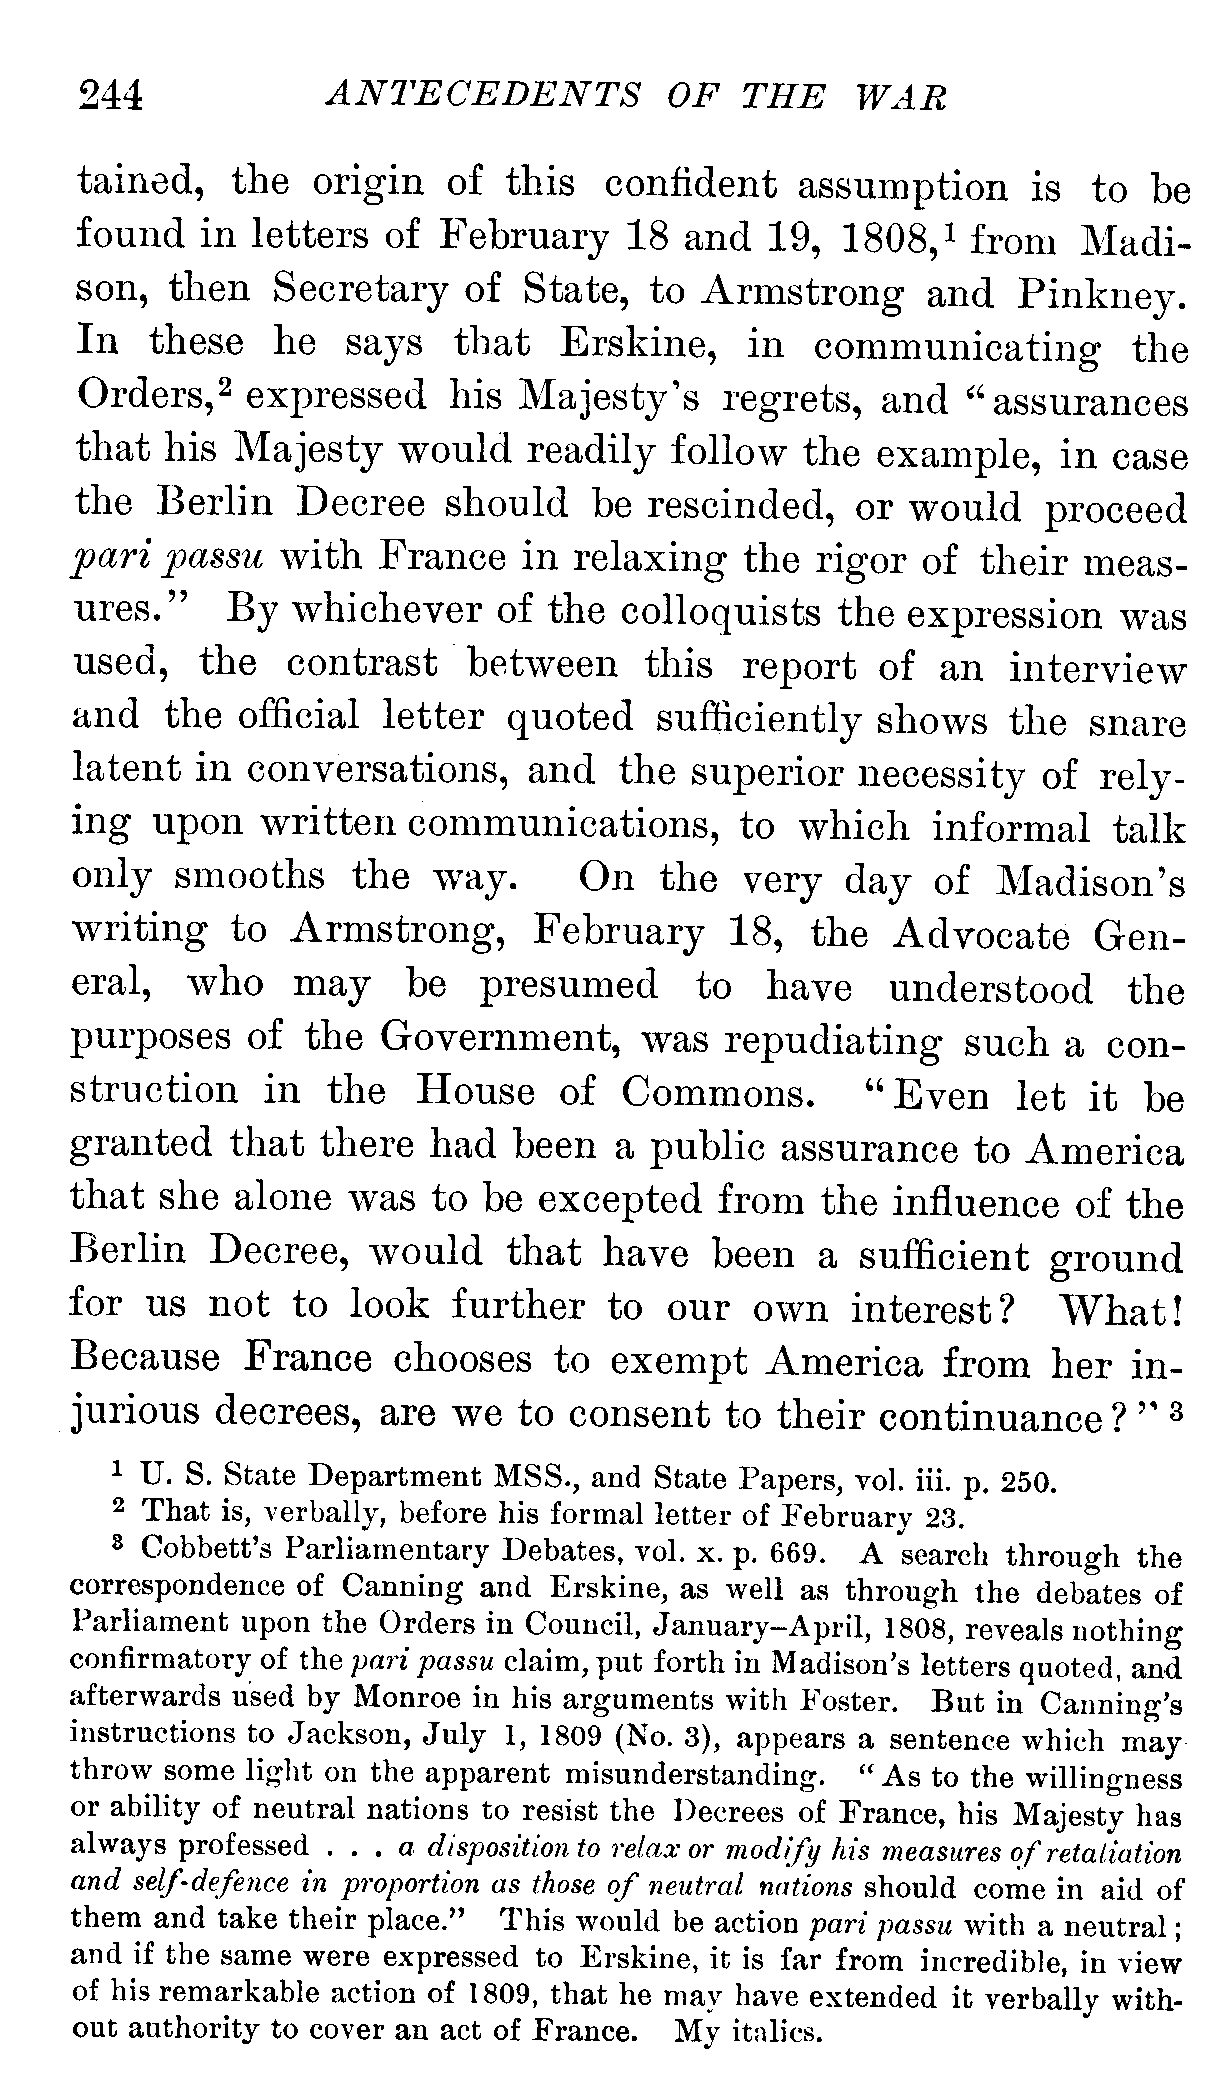 244 ANTECEDENTS OF THE WAR
tained, the origin of this confident assumption is to be
found in letters of February 18 and 19, 1808,¹ from Madi-
son, then Secretary of State, to Armstrong and Pinkney.
In these he says that Erskine, in communicating the
Orders,² expressed his Majesty's regrets, and "assurances
that his Majesty would readily follow the example, in case
the Berlin Decree should be rescinded, or would proceed
pari passu with France in relaxing the rigor of their meas-
ures." By whichever of the colloquists the expression was
used, the contrast between this report of an interview
and the official letter quoted sufficiently shows the snare
latent in conversations, and the superior necessity of rely-
ing upon written communications, to which informal talk
only smooths the way. On the very day of Madison's
writing to Armstrong, February 18, the Advocate Gen-
eral, who may be presumed to have understood the
purposes of the Government, was repudiating such a con-
struction in the House of Commons. "Even let it be
granted that there had been a public assurance to America
that she alone was to be excepted from the influence of the
Berlin Decree, would that have been a sufficient ground
for us not to look further to our own interest? What!
Because France chooses to exempt America from her in-
jurious decrees, are we to consent to their continuance?" ³
¹ U. S. State Department MSS., and State Papers, vol. iii. p. 250.
² That is, verbally, before his formal letter of February 23.
³ Cobbett's Parliamentary Debates, vol. x. p. 669. A search through the
correspondence of Canning and Erskine, as well as through the debates of
Parliament upon the Orders in Council, January–April, 1808, reveals nothing
confirmatory of the pari passu claim, put forth in Madison's letters quoted, and
afterwards used by Monroe in his arguments with Foster. But in Canning's
instructions to Jackson, July 1, 1809 (No. 3), appears a sentence which may
throw some light on the apparent misunderstanding. "As to the willingness
or ability of neutral nations to resist the Decrees of France, his Majesty has
always professed . . . a disposition to relax or modify his measures of retaliation
and self-defence in proportion as those of neutral nations should come in aid of
them and take their place." This would be action pari passu with a neutral;
and if the same were expressed to Erskine, it is far from incredible, in view
of his remarkable action of 1809, that he may have extended it verbally with-
out authority to cover an act of France. My italics.